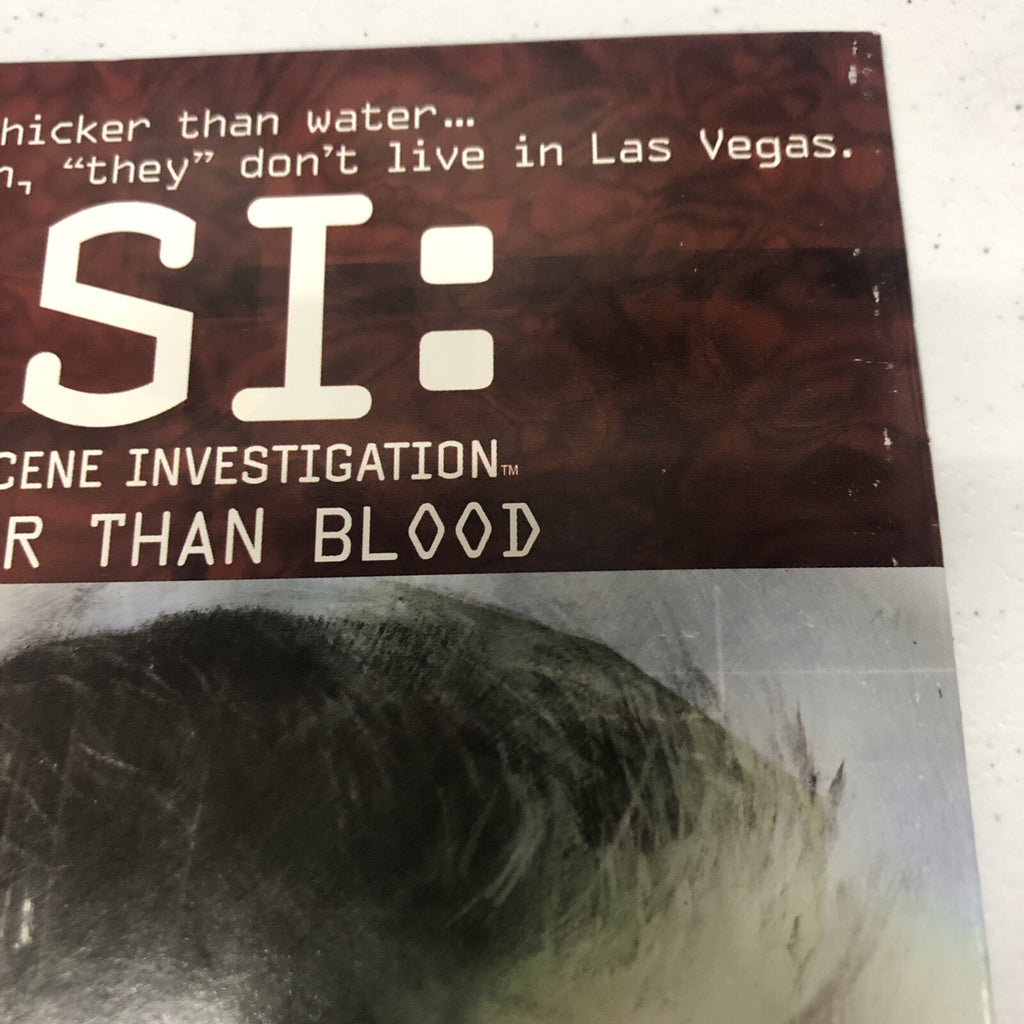 hicker than water...
n, “they” don’t live in Las Vegas.
SI:
CENE INVESTIGATION™
R THAN BLOOD